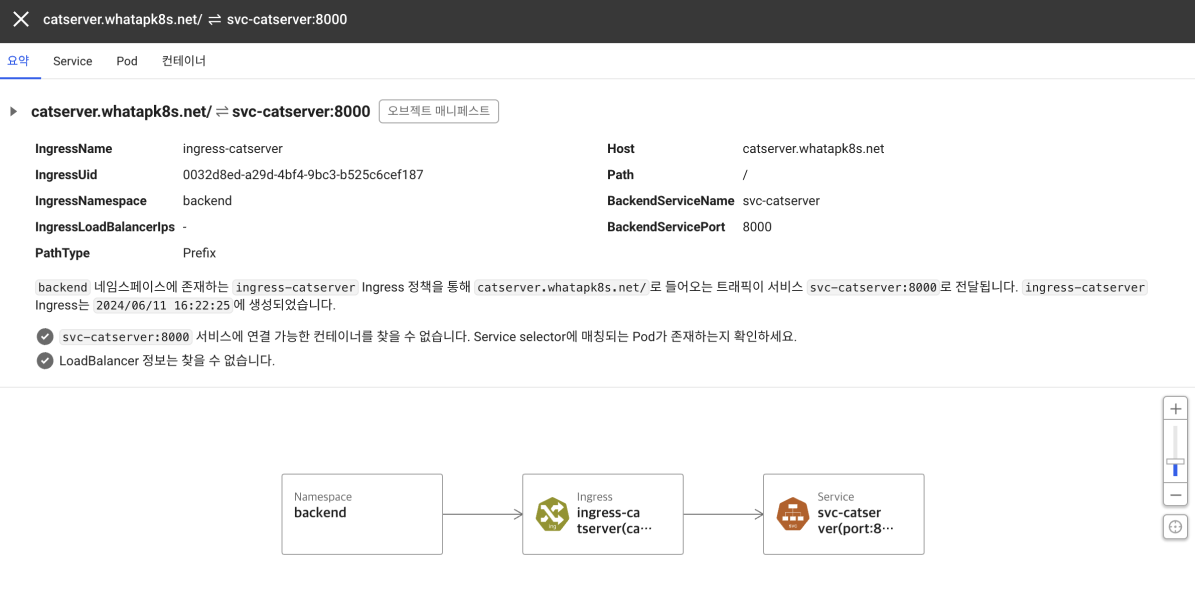 catserver.whatapk8s.net/ ⇌ svc-catserver:8000
요약 Service Pod 컨테이너
catserver.whatapk8s.net/ ⇌ svc-catserver:8000 오브젝트 매니페스트
IngressName ingress-catserver Host catserver.whatapk8s.net
IngressUid 0032d8ed-a29d-4bf4-9bc3-b525c6cef187 Path /
IngressNamespace backend BackendServiceName svc-catserver
IngressLoadBalancerIps - BackendServicePort 8000
PathType Prefix
backend 네임스페이스에 존재하는 ingress-catserver Ingress 정책을 통해 catserver.whatapk8s.net/ 로 들어오는 트래픽이 서비스 svc-catserver:8000 로 전달됩니다. ingress-catserver
Ingress는 2024/06/11 16:22:25 에 생성되었습니다.
svc-catserver:8000 서비스에 연결 가능한 컨테이너를 찾을 수 없습니다. Service selector에 매칭되는 Pod가 존재하는지 확인하세요.
LoadBalancer 정보는 찾을 수 없습니다.
Namespace
backend
Ingress
ingress-ca
tserver(ca…
ing
Service
svc-catser
ver(port:8…
svc